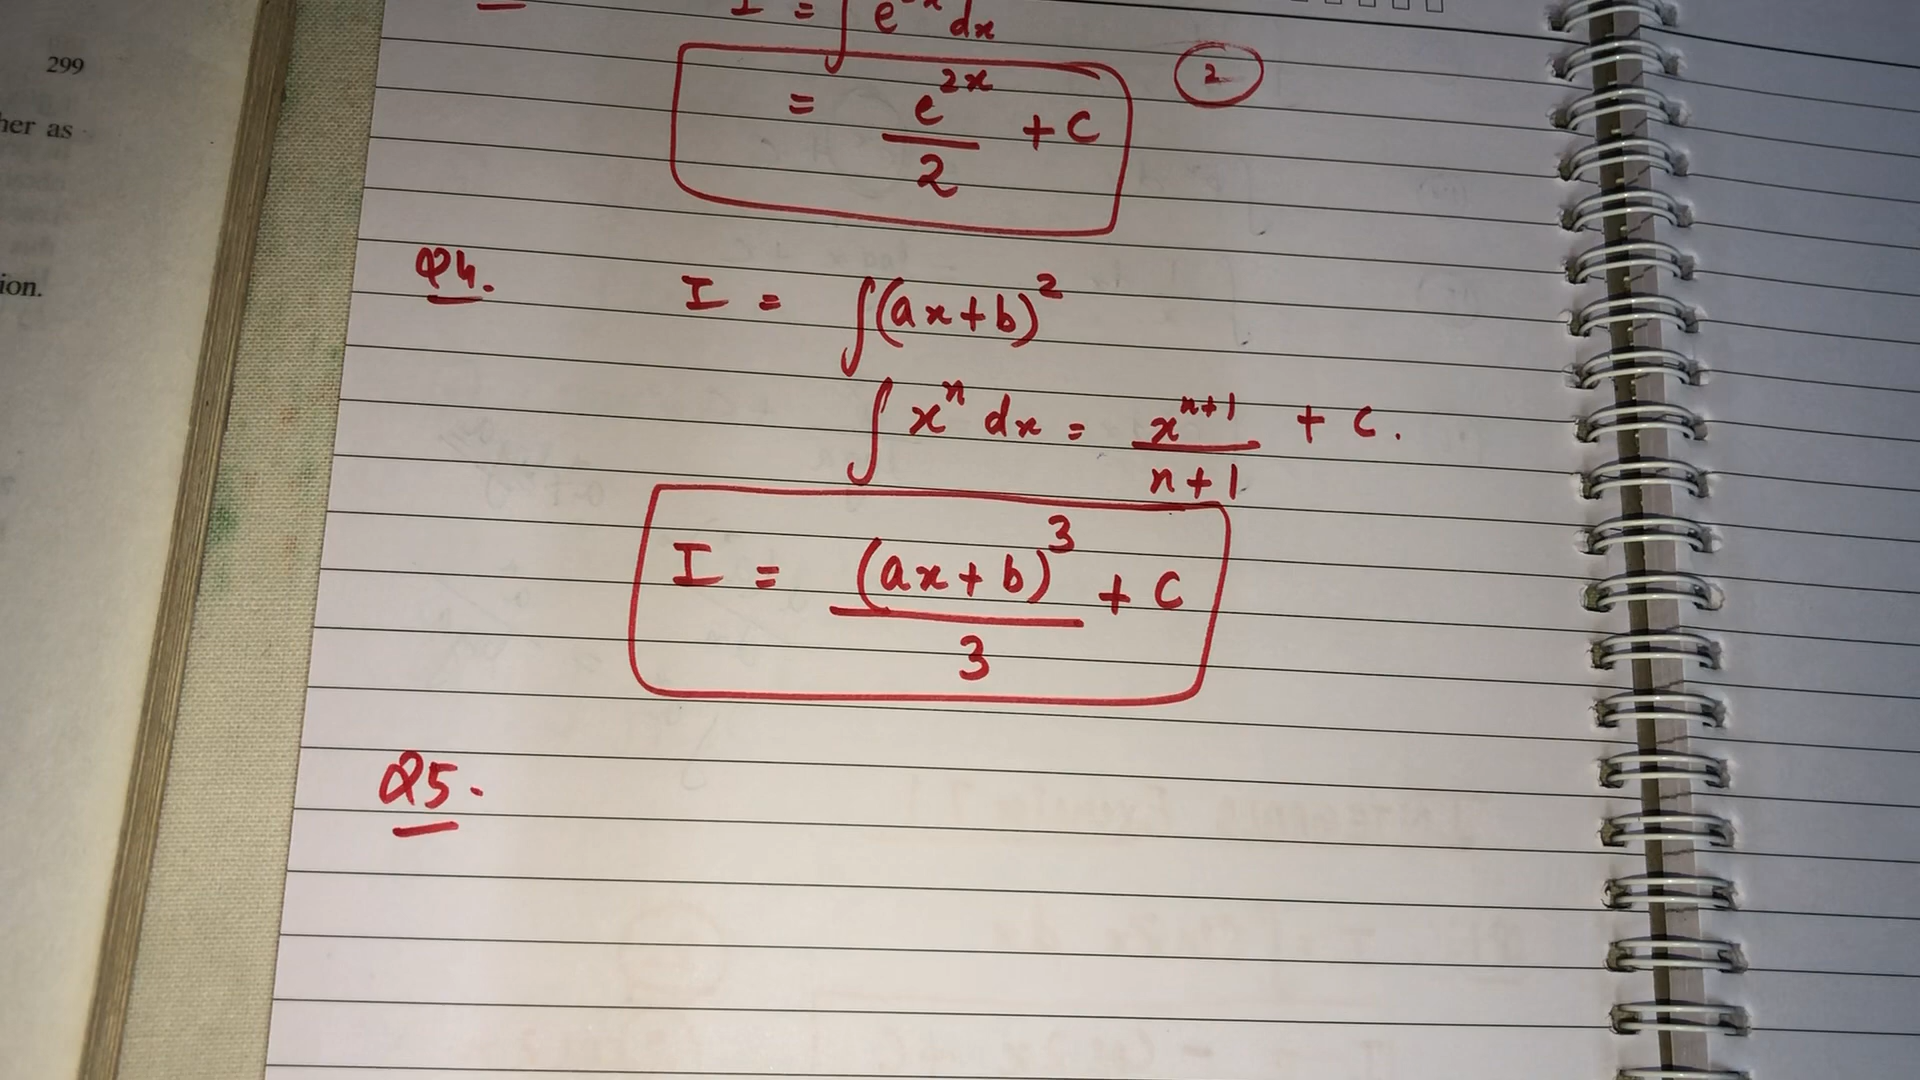 299
her as
ion.
I = ∫ e^2x dx
2
= e^2x / 2 + C
Q4. I = ∫(ax+b)^2
∫ x^n dx = x^(n+1) / (n+1) + C.
I = (ax+b)^3 / 3 + C
Q5.